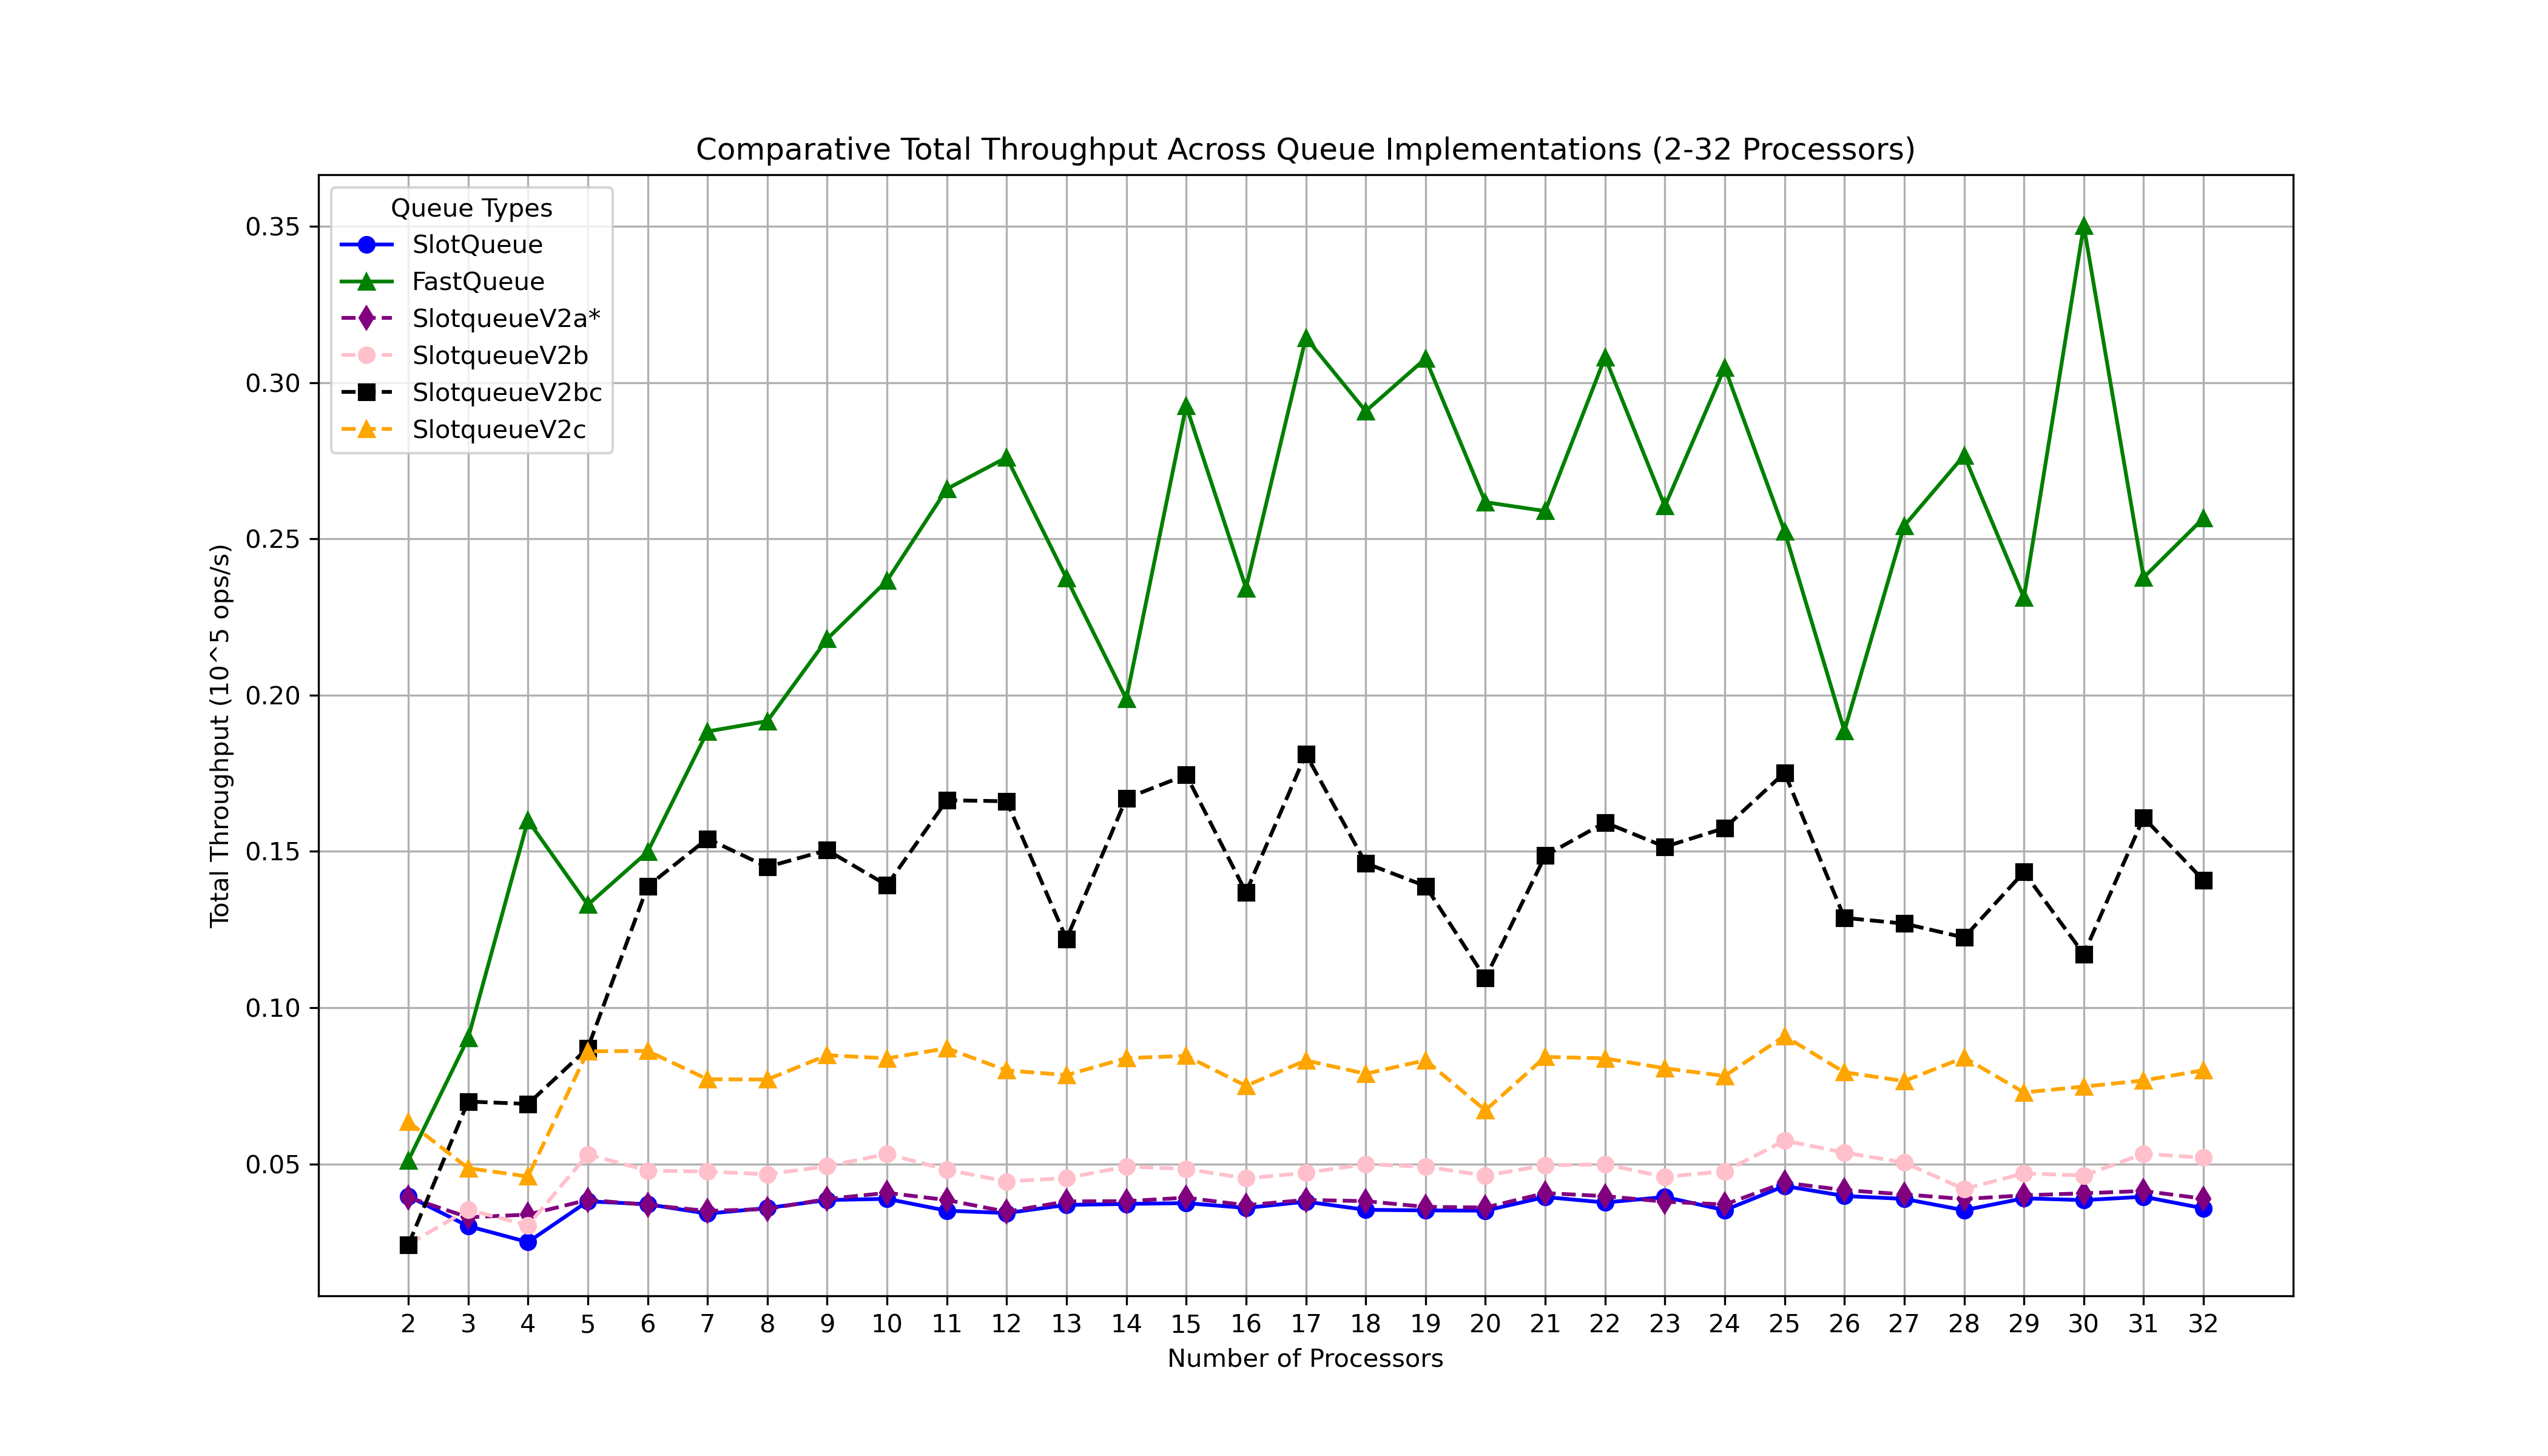 Comparative Total Throughput Across Queue Implementations (2-32 Processors)
Queue Types
SlotQueue
FastQueue
SlotqueueV2a*
SlotqueueV2b
SlotqueueV2bc
SlotqueueV2c
Total Throughput (10^5 ops/s)
0.35
0.30
0.25
0.20
0.15
0.10
0.05
2 3 4 5 6 7 8 9 10 11 12 13 14 15 16 17 18 19 20 21 22 23 24 25 26 27 28 29 30 31 32
Number of Processors